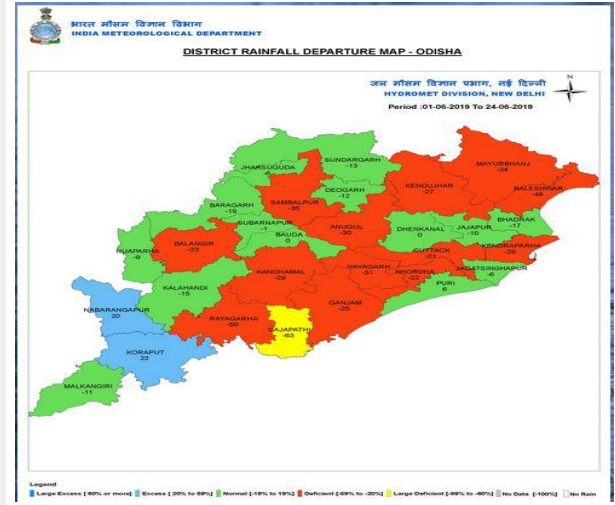 भारत मौसम विज्ञान विभाग
INDIA METEOROLOGICAL DEPARTMENT
DISTRICT RAINFALL DEPARTURE MAP - ODISHA
जल मौसम विज्ञान प्रभाग, नई दिल्ली
HYDROMET DIVISION, NEW DELHI
N
Period :01-06-2019 To 24-06-2019
SUNDARGARH
-13
JHARSUGUDA
-6
MAYURBHANJ
-34
KENDUJHAR
-27
BALESHWAR
-46
DEOGARH
-12
SAMBALPUR
-35
BARAGARH
-19
SUBARNAPUR
-1
BAUDA
0
ANUGUL
-30
DHENKANAL
0
JAJAPUR
-10
BHADRAK
-17
BALANGIR
-23
NUAPARHA
-9
CUTTACK
-21
KENDRAPARHA
KANDHAMAL
-29
NAYAGARH
-31
KHORDHA
-22
JAGATSINGHAPUR
-6
PURI
6
KALAHANDI
-15
GANJAM
RAYAGARHA
-50
GAJAPATHI
-63
NABARANGAPUR
20
KORAPUT
22
MALKANGIRI
-11
Legend
Large Excess [ 60% or more] Excess [ 20% to 59%] Normal [-19% to 19%] Deficient [-59% to -20%] Large Deficient [-99% to -60%] No Data [-100%] No Rain